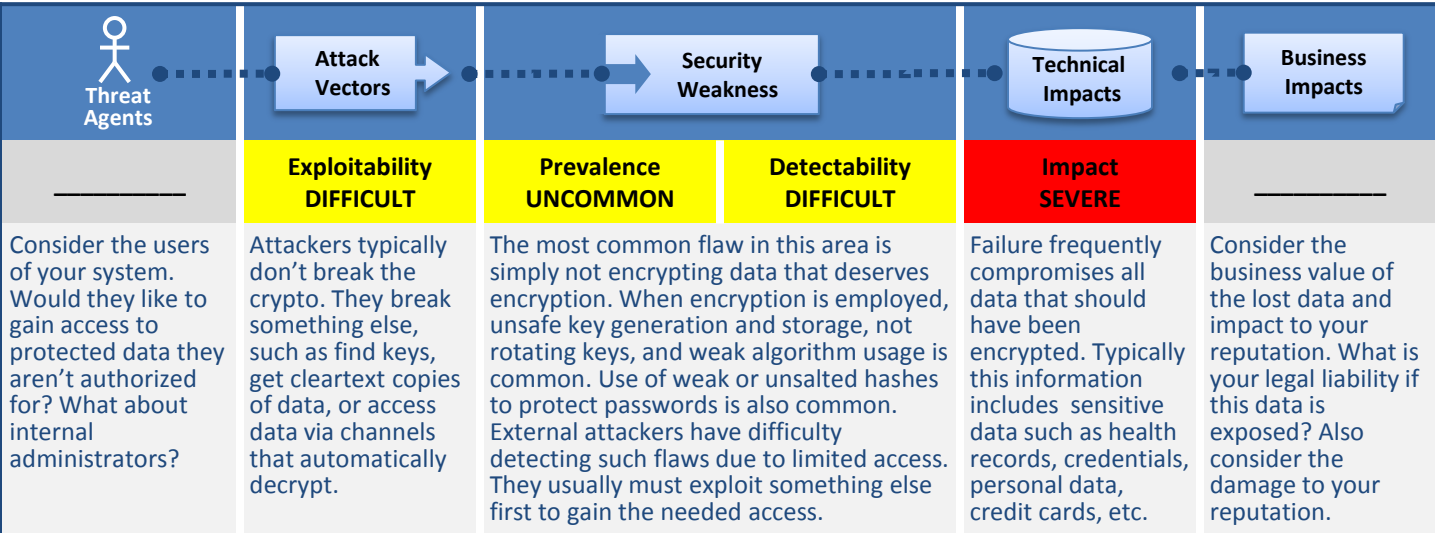 Threat
Agents
Attack
Vectors
Security
Weakness
Technical
Impacts
Business
Impacts
__________
Exploitability
DIFFICULT
Prevalence
UNCOMMON
Detectability
DIFFICULT
Impact
SEVERE
__________
Consider the users
of your system.
Would they like to
gain access to
protected data they
aren’t authorized
for? What about
internal
administrators?
Attackers typically
don’t break the
crypto. They break
something else,
such as find keys,
get cleartext copies
of data, or access
data via channels
that automatically
decrypt.
The most common flaw in this area is
simply not encrypting data that deserves
encryption. When encryption is employed,
unsafe key generation and storage, not
rotating keys, and weak algorithm usage is
common. Use of weak or unsalted hashes
to protect passwords is also common.
External attackers have difficulty
detecting such flaws due to limited access.
They usually must exploit something else
first to gain the needed access.
Failure frequently
compromises all
data that should
have been
encrypted. Typically
this information
includes sensitive
data such as health
records, credentials,
personal data,
credit cards, etc.
Consider the
business value of
the lost data and
impact to your
reputation. What is
your legal liability if
this data is
exposed? Also
consider the
damage to your
reputation.